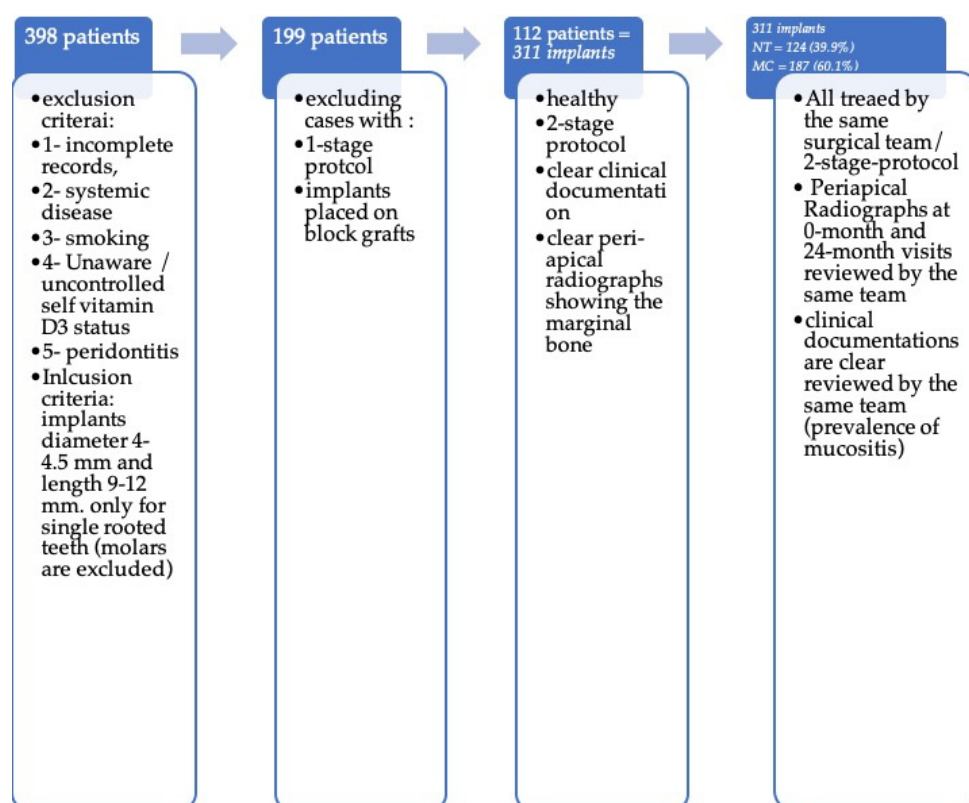 398 patients
•exclusion
criterai:
•1- incomplete
records,
•2- systemic
disease
•3- smoking
•4- Unaware /
uncontrolled
self vitamin
D3 status
•5- peridontitis
•Inlcusion
criteria:
implants
diameter 4-
4.5 mm and
length 9-12
mm. only for
single rooted
teeth (molars
are excluded)
199 patients
•excluding
cases with :
•1-stage
protcol
•implants
placed on
block grafts
112 patients =
311 implants
•healthy
•2-stage
protocol
•clear clinical
documentati
on
•clear peri-
apical
radiographs
showing the
marginal
bone
311 implants
NT = 124 (39.9%)
MC = 187 (60.1%)
•All treaed by
the same
surgical team/
2-stage-protocol
• Periapical
Radiographs at
0-month and
24-month visits
reviewed by the
same team
•clinical
documentations
are clear
reviewed by the
same team
(prevalence of
mucositis)